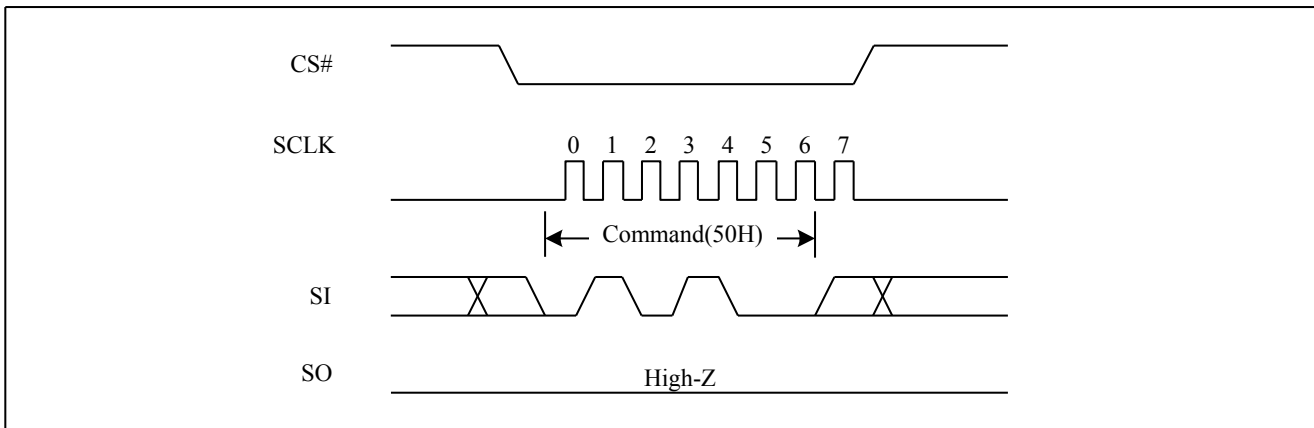 CS#
SCLK
0 1 2 3 4 5 6 7
Command(50H)
SI
SO
High-Z